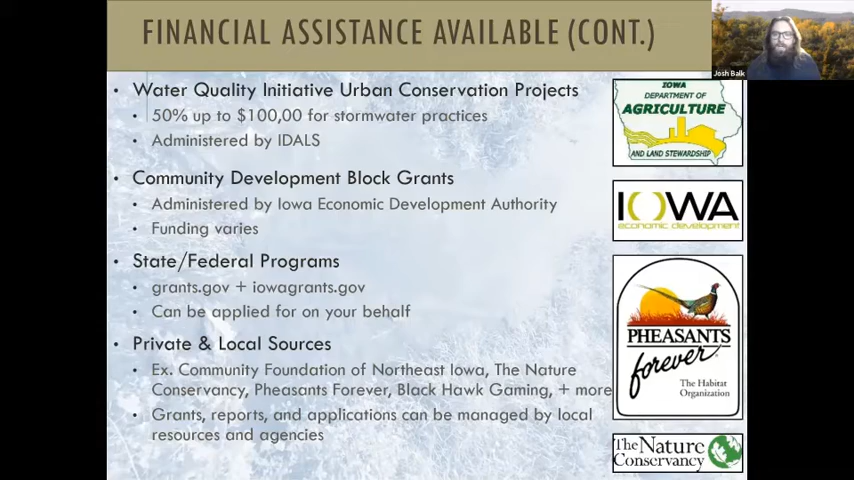 FINANCIAL ASSISTANCE AVAILABLE (CONT.)
Josh Balk
• Water Quality Initiative Urban Conservation Projects
• 50% up to $100,00 for stormwater practices
• Administered by IDALS
IOWA
DEPARTMENT OF
AGRICULTURE
AND LAND STEWARDSHIP
• Community Development Block Grants
• Administered by Iowa Economic Development Authority
• Funding varies
IOWA
economic development
• State/Federal Programs
• grants.gov + iowagrants.gov
• Can be applied for on your behalf
• Private & Local Sources
• Ex. Community Foundation of Northeast Iowa, The Nature
Conservancy, Pheasants Forever, Black Hawk Gaming, + more
• Grants, reports, and applications can be managed by local
resources and agencies
PHEASANTS
forever
The Habitat
Organization
The Nature
Conservancy